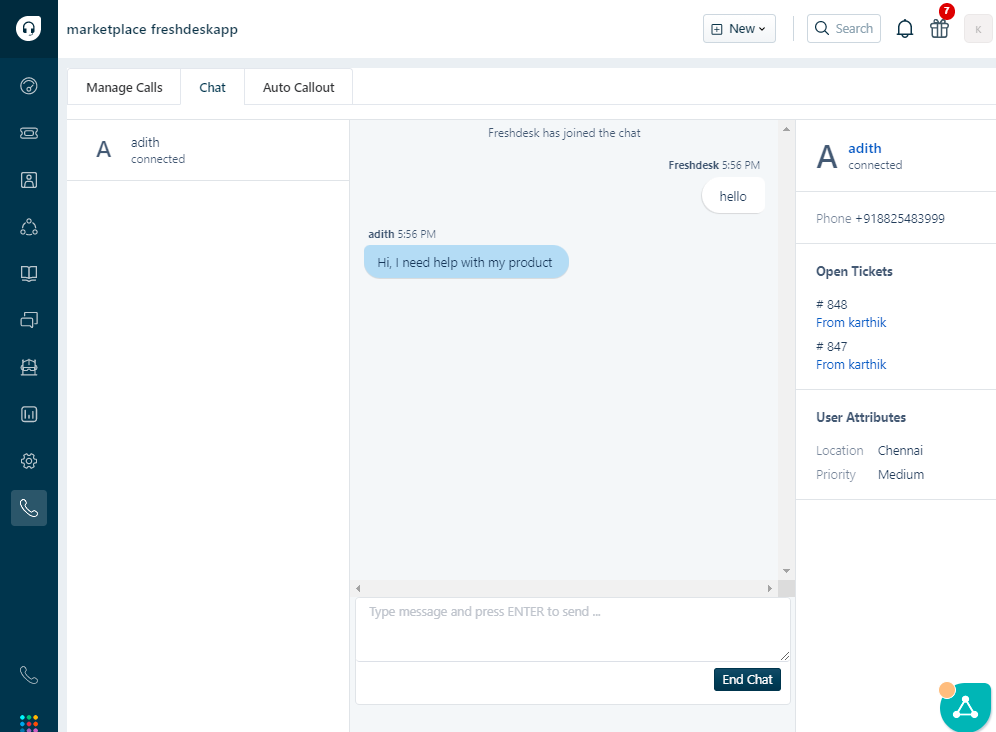 marketplace freshdeskapp
New
Search
7
K
Manage Calls
Chat
Auto Callout
A
adith
connected
Freshdesk has joined the chat
Freshdesk 5:56 PM
hello
adith 5:56 PM
Hi, I need help with my product
Type message and press ENTER to send ...
End Chat
A
adith
connected
Phone +918825483999
Open Tickets
# 848
From karthik
# 847
From karthik
User Attributes
Location Chennai
Priority Medium